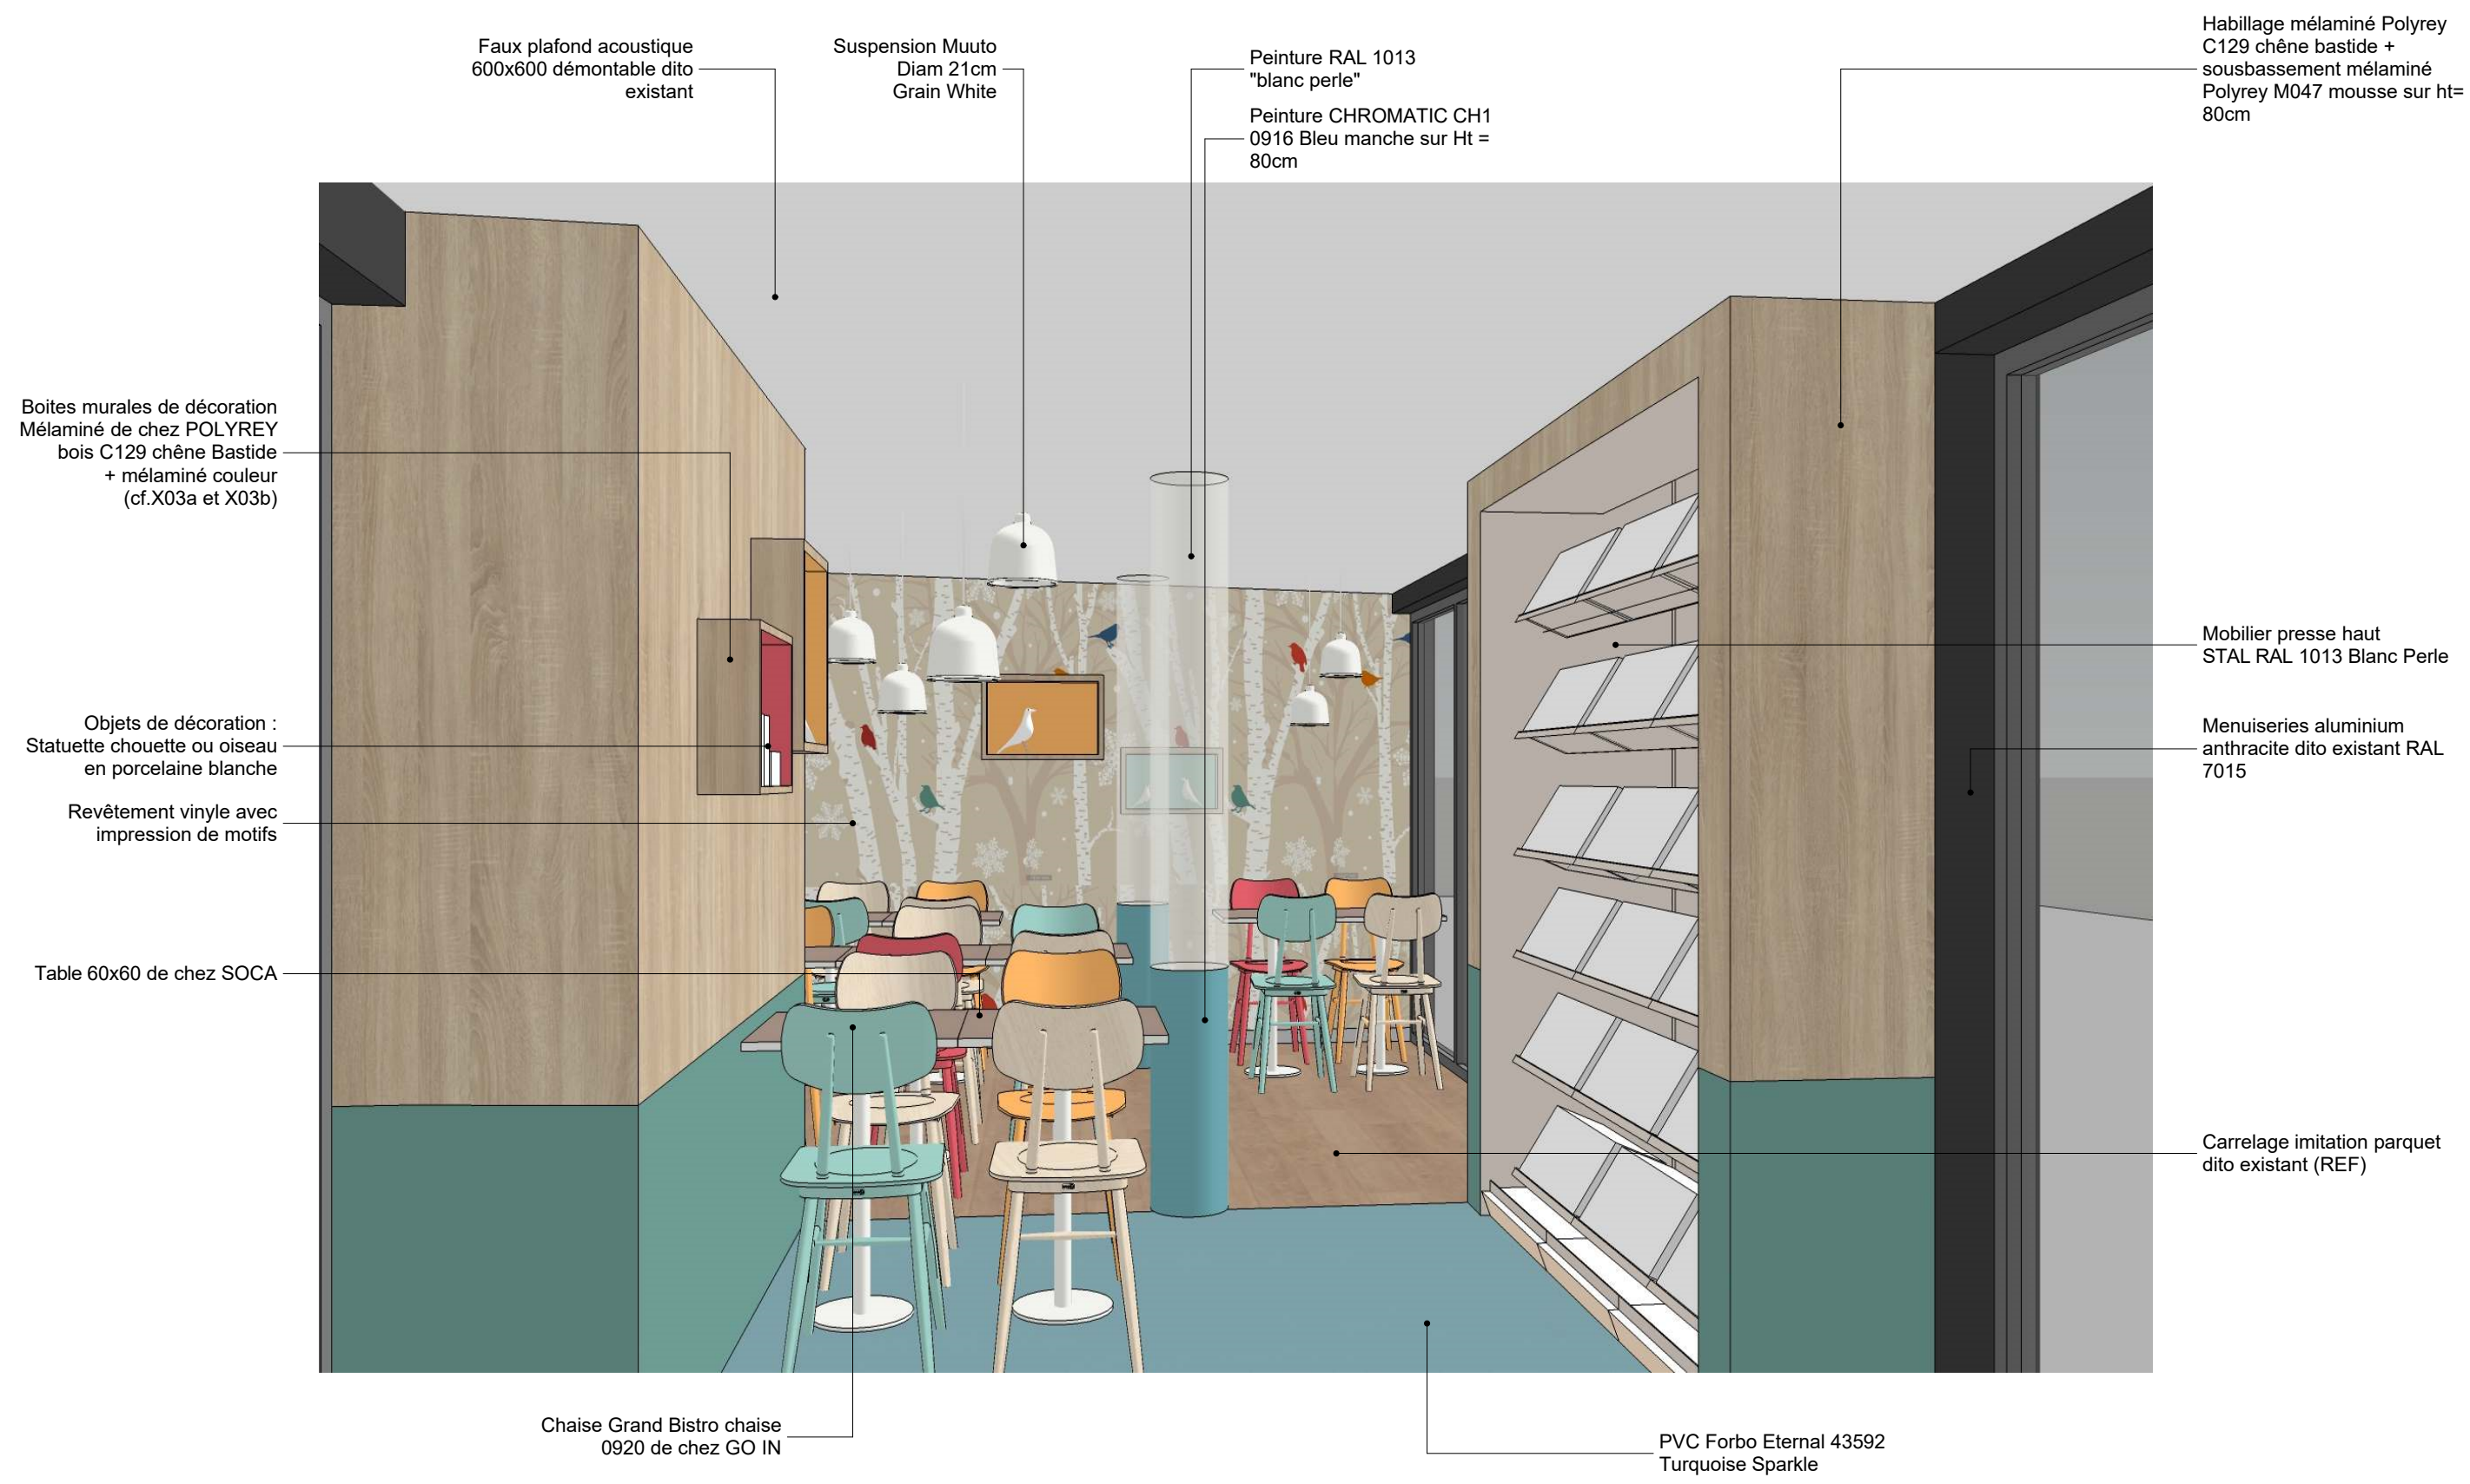 Faux plafond acoustique
600x600 démontable dito
existant
Suspension Muuto
Diam 21cm
Grain White
Peinture RAL 1013
"blanc perle"
Peinture CHROMATIC CH1
0916 Bleu manche sur Ht =
80cm
Habillage mélaminé Polyrey
C129 chêne bastide +
sousbassement mélaminé
Polyrey M047 mousse sur ht=
80cm
Boites murales de décoration
Mélaminé de chez POLYREY
bois C129 chêne Bastide
+ mélaminé couleur
(cf.X03a et X03b)
Mobilier presse haut
STAL RAL 1013 Blanc Perle
Objets de décoration :
Statuette chouette ou oiseau
en porcelaine blanche
Menuiseries aluminium
anthracite dito existant RAL
7015
Revêtement vinyle avec
impression de motifs
Table 60x60 de chez SOCA
Carrelage imitation parquet
dito existant (REF)
Chaise Grand Bistro chaise
0920 de chez GO IN
PVC Forbo Eternal 43592
Turquoise Sparkle